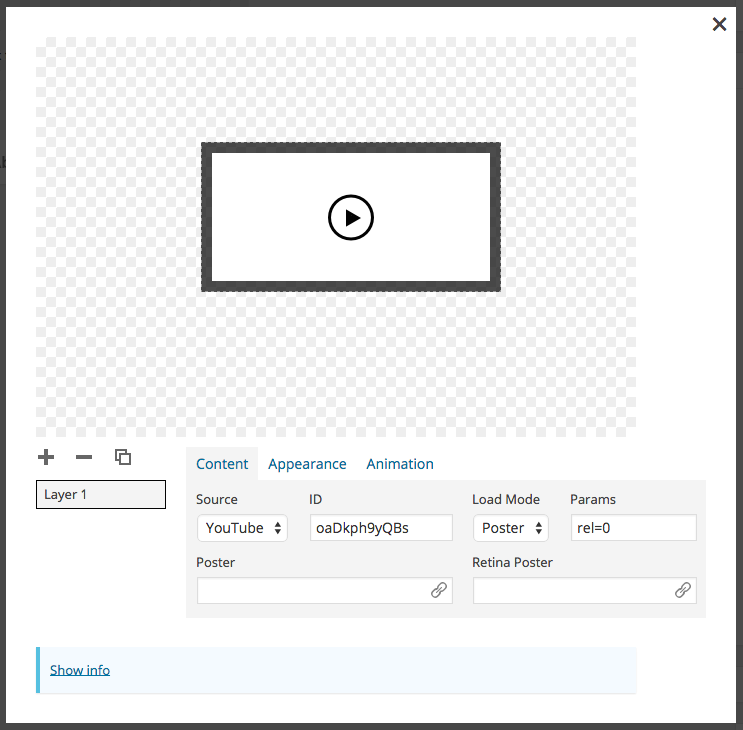 Content Appearance Animation
Layer 1
Source ID Load Mode Params
YouTube oaDkph9yQBs Poster rel=0
Poster Retina Poster
Show info